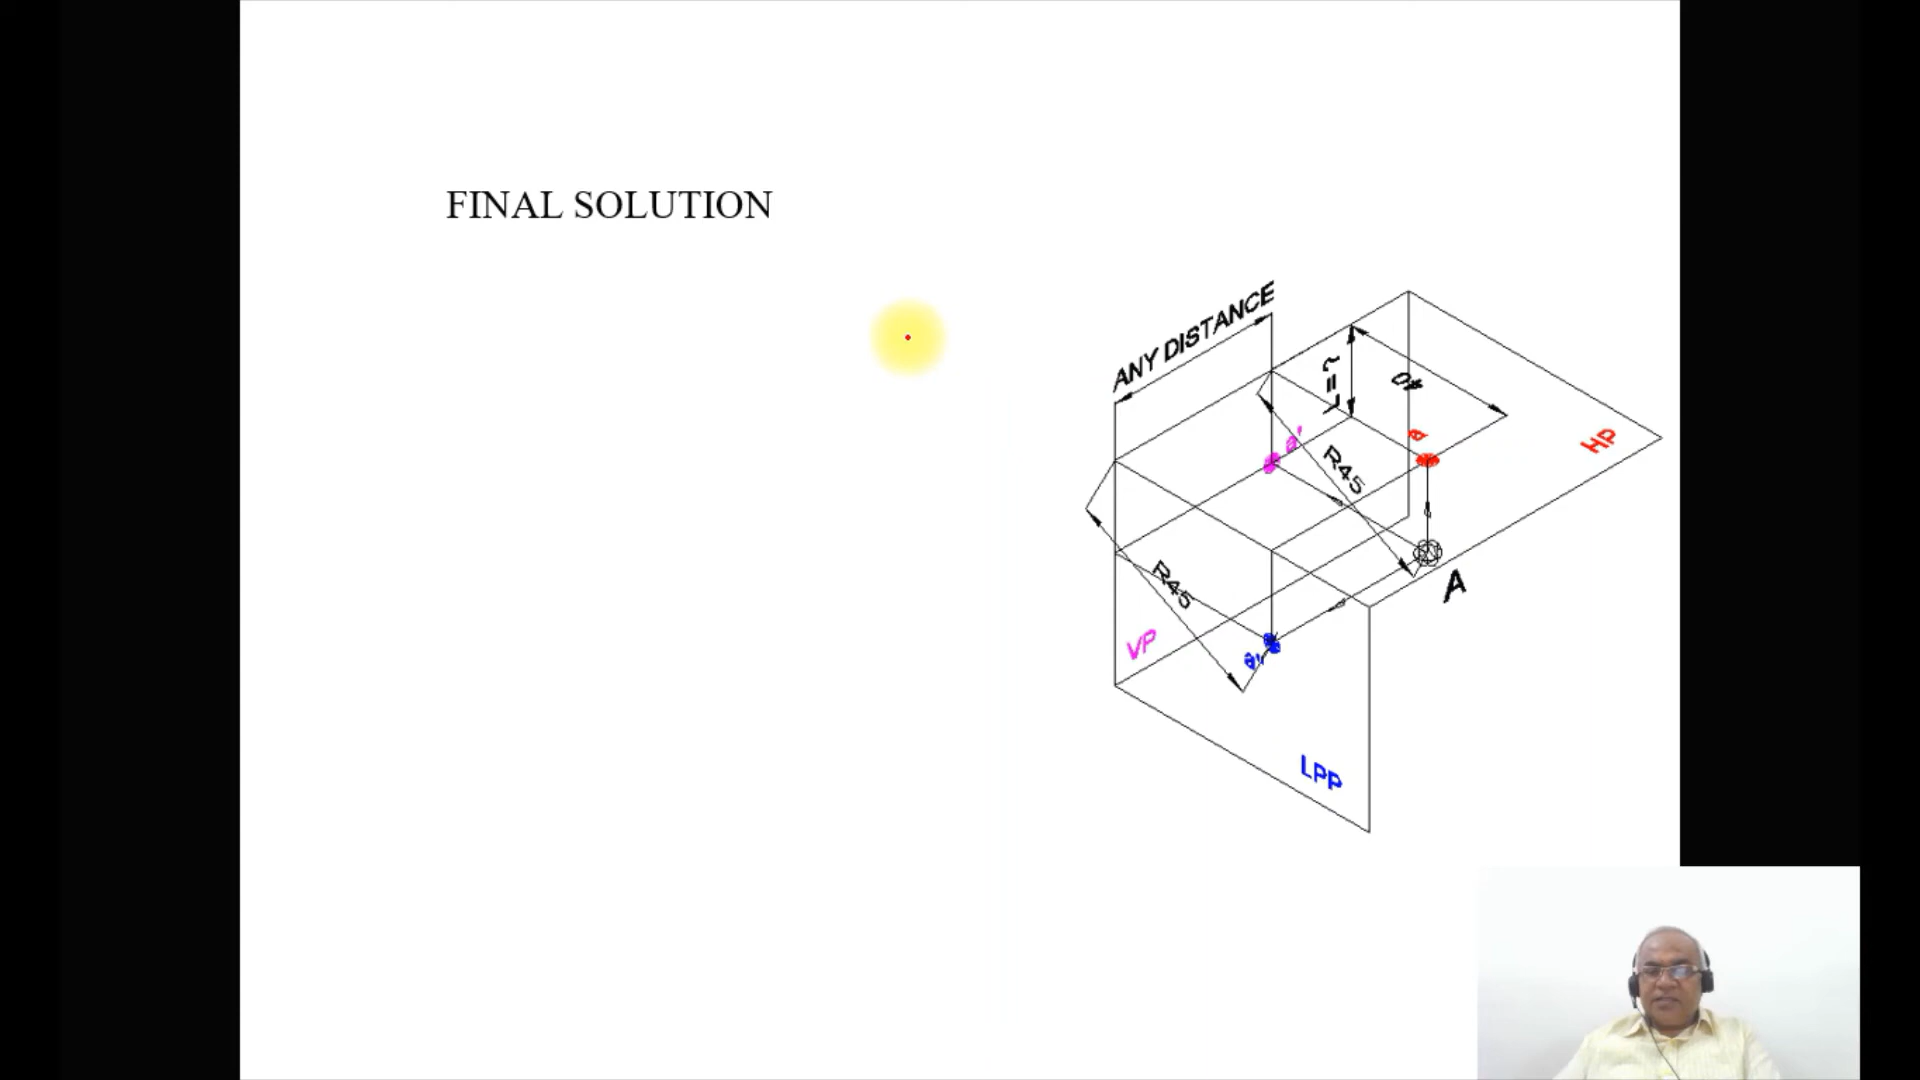 FINAL SOLUTION
ANY DISTANCE
L=?
40
a
HP
a'
R45
A
R45
VP
a"
LPP